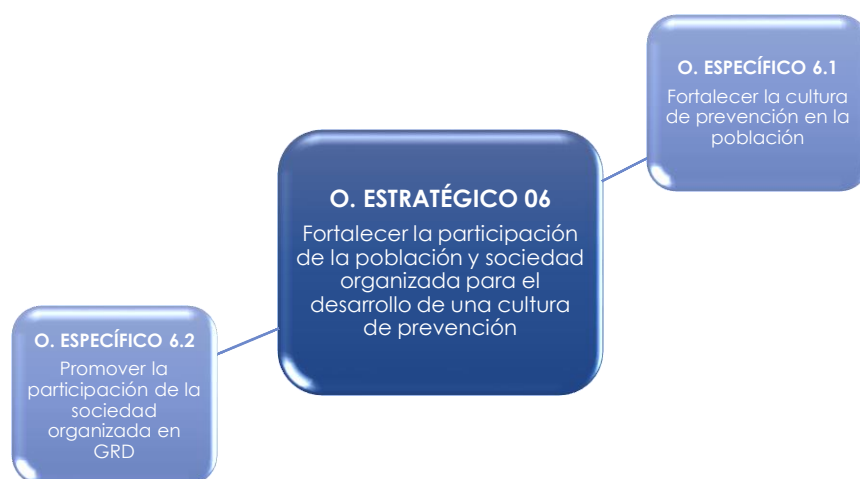 O. ESPECÍFICO 6.1
Fortalecer la cultura
de prevención en la
población
O. ESTRATÉGICO 06
Fortalecer la participación
de la población y sociedad
organizada para el
desarrollo de una cultura
de prevención
O. ESPECÍFICO 6.2
Promover la
participación de la
sociedad
organizada en
GRD